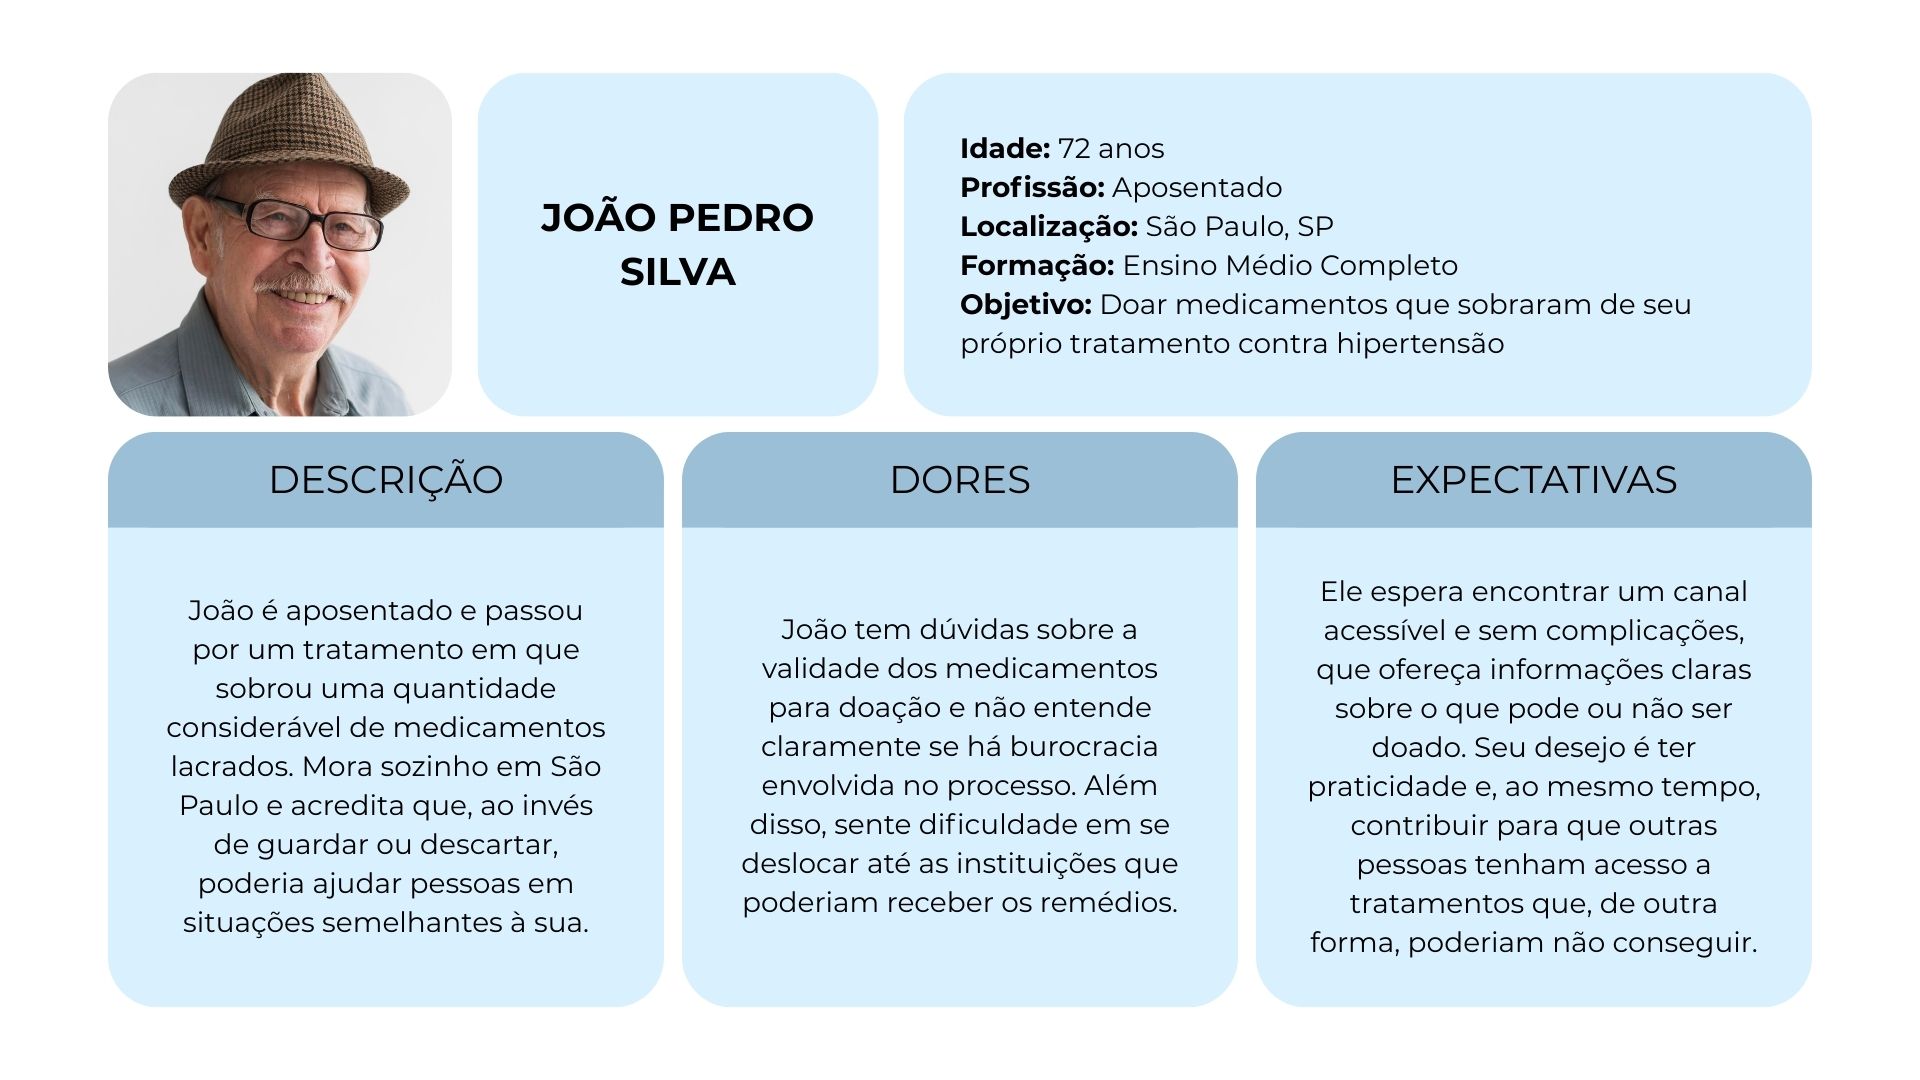 JOÃO PEDRO
SILVA
Idade: 72 anos
Profissão: Aposentado
Localização: São Paulo, SP
Formação: Ensino Médio Completo
Objetivo: Doar medicamentos que sobraram de seu
próprio tratamento contra hipertensão
DESCRIÇÃO
João é aposentado e passou
por um tratamento em que
sobrou uma quantidade
considerável de medicamentos
lacrados. Mora sozinho em São
Paulo e acredita que, ao invés
de guardar ou descartar,
poderia ajudar pessoas em
situações semelhantes à sua.
DORES
João tem dúvidas sobre a
validade dos medicamentos
para doação e não entende
claramente se há burocracia
envolvida no processo. Além
disso, sente dificuldade em se
deslocar até as instituições que
poderiam receber os remédios.
EXPECTATIVAS
Ele espera encontrar um canal
acessível e sem complicações,
que ofereça informações claras
sobre o que pode ou não ser
doado. Seu desejo é ter
praticidade e, ao mesmo tempo,
contribuir para que outras
pessoas tenham acesso a
tratamentos que, de outra
forma, poderiam não conseguir.